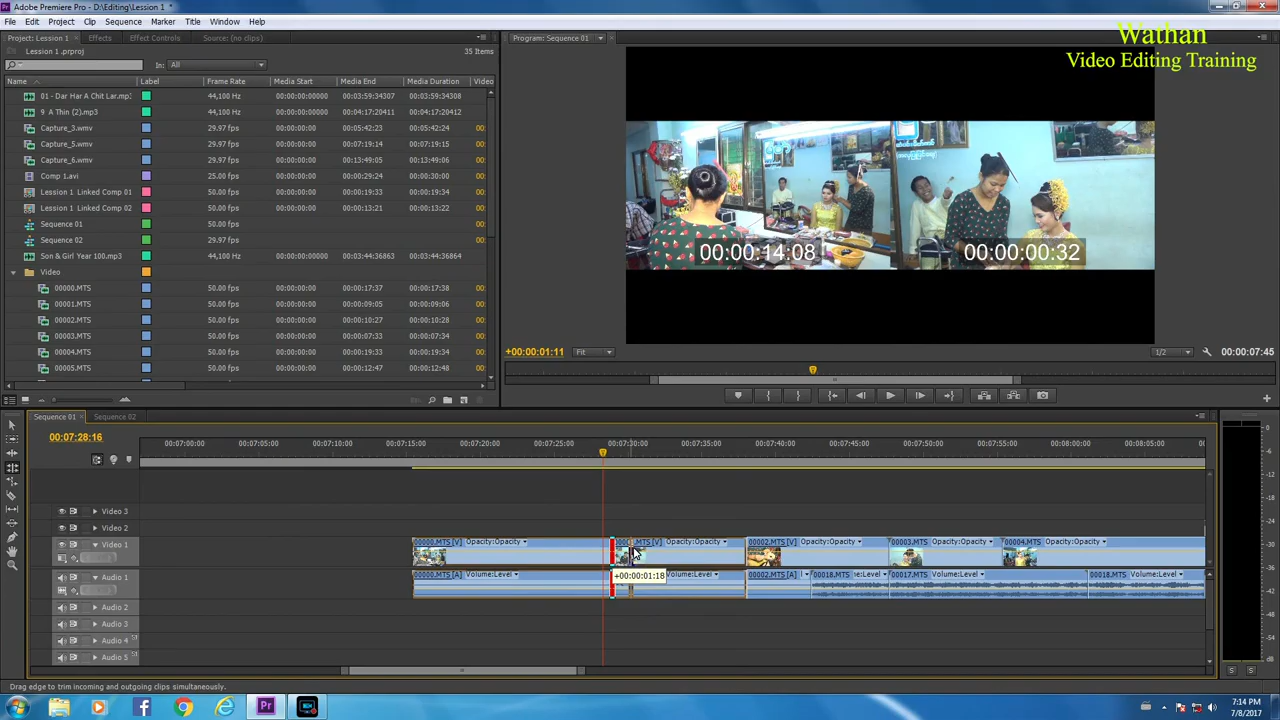 Adobe Premiere Pro - D:\Editing\Lession 1 *
File Edit Project Clip Sequence Marker Title Window Help
Wathan
Video Editing Training
Project: Lession 1 Effects Effect Controls Source: (no clips)
Program: Sequence 01
Lession 1 .prproj 35 Items
In: All
Name Label Frame Rate Media Start Media End Media Duration Video
01 - Dar Har A Chit Lar.mp3 44,100 Hz 00:00:00:00000 00:03:59:34307 00:03:59:34308
9 A Thin (2).mp3 44,100 Hz 00:00:00:00000 00:04:17:20411 00:04:17:20412
Capture_3.wmv 29.97 fps 00:00:00:00 00:05:42:23 00:05:42:24
Capture_5.wmv 29.97 fps 00:00:00:00 00:07:19:14 00:07:19:15
Capture_6.wmv 29.97 fps 00:00:00:00 00:13:49:05 00:13:49:06
Comp 1.avi 25.00 fps 00:00:00:00 00:00:29:24 00:00:30:00
Lession 1 Linked Comp 01 00:00:00:00 00:00:19:33 00:00:19:34
Lession 1 Linked Comp 02 00:00:00:00 00:00:13:21 00:00:13:22
Sequence 01 29.97 fps
Sequence 02 29.97 fps
Son & Girl Year 100.mp3 44,100 Hz 00:00:00:00000 00:03:44:36863 00:03:44:36864
Video
00000.MTS 50.00 fps 00:00:00:00 00:00:17:37 00:00:17:38
00001.MTS 50.00 fps 00:00:00:00 00:00:09:05 00:00:09:06
00002.MTS 50.00 fps 00:00:00:00 00:00:10:27 00:00:10:28
00003.MTS 50.00 fps 00:00:00:00 00:00:07:33 00:00:07:34
00004.MTS 50.00 fps 00:00:00:00 00:00:19:33 00:00:19:34
00005.MTS 50.00 fps 00:00:00:00 00:00:12:47 00:00:12:48
00:00:14:08 00:00:00:32
+00:00:01:11 Fit 1/2 00:00:07:45
Sequence 01 Sequence 02
00:07:28:16
00:07:00:00 00:07:05:00 00:07:10:00 00:07:15:00 00:07:20:00 00:07:25:00 00:07:30:00 00:07:35:00 00:07:40:00 00:07:45:00 00:07:50:00 00:07:55:00 00:08:00:00 00:08:05:00
Video 3
Video 2
Video 1
00000.MTS [V] Opacity:Opacity .MTS [V] Opacity:Opacity 00002.MTS [V] Opacity:Opacity 00003.MTS [V] Opacity:Opacity 00004.MTS [V] Opacity:Opacity
Audio 1
00000.MTS [A] Volume:Level +00:00:01:18 Volume:Level 00002.MTS [A] 00018.MTS Volume:Level 00017.MTS Volume:Level 00018.MTS Volume:Level
Audio 2
Audio 3
Audio 4
Audio 5
Drag edge to trim incoming and outgoing clips simultaneously.
7:14 PM
7/8/2017